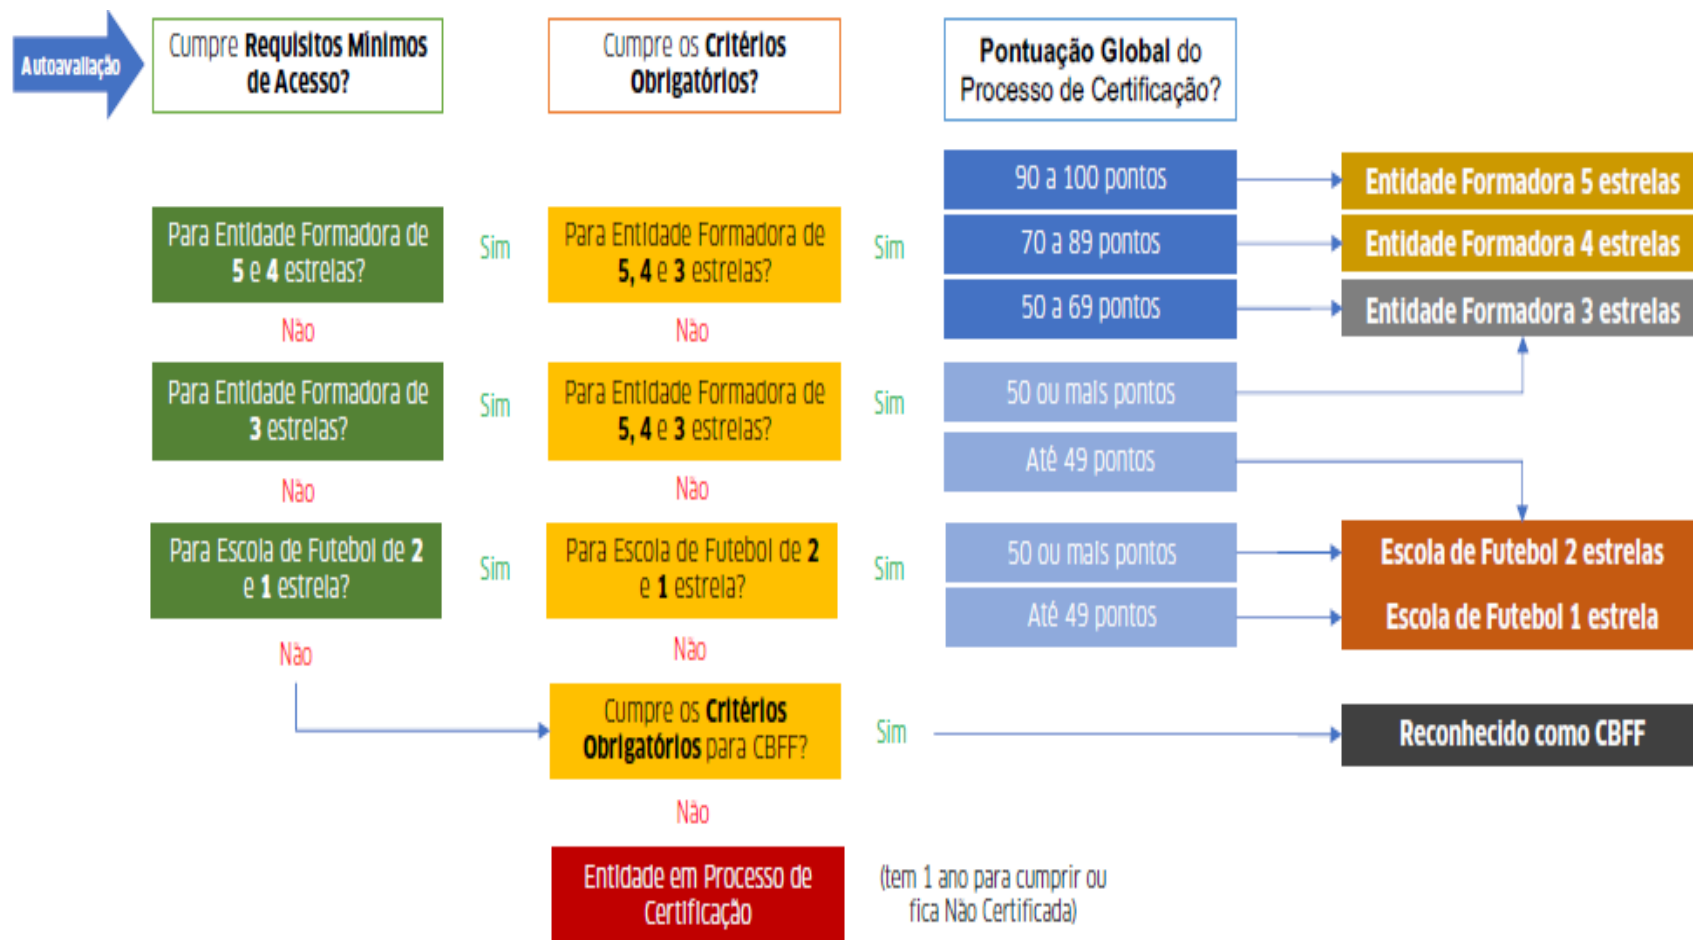 Autoavaliação
Cumpre Requisitos Mínimos
de Acesso?
Cumpre os Critérios
Obrigatórios?
Pontuação Global do
Processo de Certificação?
90 a 100 pontos
Entidade Formadora 5 estrelas
Para Entidade Formadora de
5 e 4 estrelas?
Sim
Para Entidade Formadora de
5, 4 e 3 estrelas?
Sim
70 a 89 pontos
Entidade Formadora 4 estrelas
50 a 69 pontos
Entidade Formadora 3 estrelas
Não
Não
Para Entidade Formadora de
3 estrelas?
Sim
Para Entidade Formadora de
5, 4 e 3 estrelas?
Sim
50 ou mais pontos
Até 49 pontos
Não
Não
Para Escola de Futebol de 2
e 1 estrela?
Sim
Para Escola de Futebol de 2
e 1 estrela?
Sim
50 ou mais pontos
Escola de Futebol 2 estrelas
Até 49 pontos
Escola de Futebol 1 estrela
Não
Não
Cumpre os Critérios
Obrigatórios para CBFF?
Sim
Reconhecido como CBFF
Não
Entidade em Processo de
Certificação
(tem 1 ano para cumprir ou
fica Não Certificada)